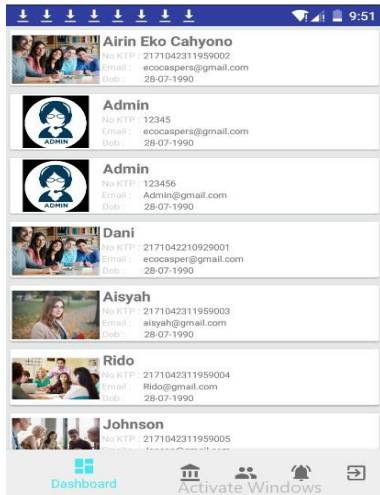 9:51
Airin Eko Cahyono
No KTP : 2171042311959002
Email : ecocaspers@gmail.com
Dob : 28-07-1990
ADMIN
Admin
No KTP : 12345
Email : ecocaspers@gmail.com
Dob : 28-07-1990
ADMIN
Admin
No KTP : 123456
Email : Admin@gmail.com
Dob : 28-07-1990
Dani
No KTP : 2171042210929001
Email : ecocasper@gmail.com
Dob : 28-07-1990
Aisyah
No KTP : 2171042311959003
Email : aisyah@gmail.com
Dob : 28-07-1990
Rido
No KTP : 2171042311959004
Email : Rido@gmail.com
Dob : 28-07-1990
Johnson
No KTP : 2171042311959005
Dashboard
Activate Windows